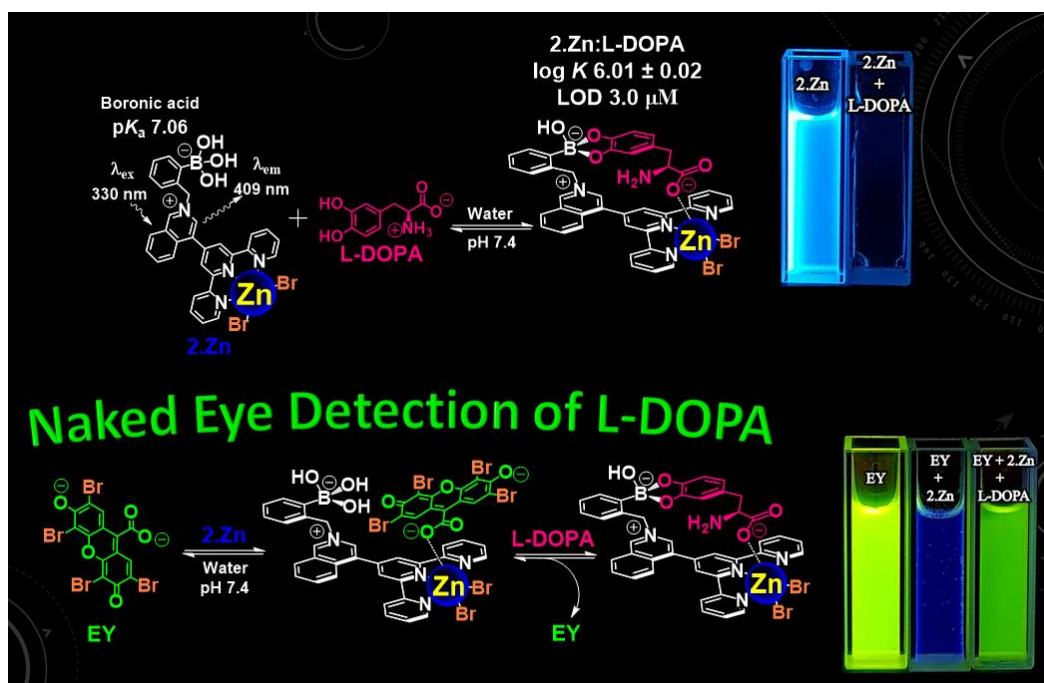 2.Zn:L-DOPA
log K 6.01 ± 0.02
LOD 3.0 µM
Boronic acid
pKa 7.06
⊖ OH
B OH
OH
λex
330 nm
λem
409 nm
⊕
N
N
N
N
Zn
Br
Br
2.Zn
+
HO
HO
O
O ⊖
⊕ NH3
L-DOPA
Water
pH 7.4
HO ⊖
B
O
O
H2N
O
O ⊖
⊕
N
N
N
N
Zn
Br
Br
2.Zn
2.Zn
+
L-DOPA
Naked Eye Detection of L-DOPA
⊖
O
Br
Br
O
O
O ⊖
Br
Br
O
EY
2.Zn
Water
pH 7.4
HO ⊖
B OH
OH
⊕
N
Br
O
O
O ⊖
Br
Br
Br
O
⊖ O
N
N
N
Zn
Br
Br
L-DOPA
EY
HO ⊖
B
O
O
H2N
O
O ⊖
⊕
N
N
N
N
Zn
Br
Br
EY
EY
+
2.Zn
EY + 2.Zn
+
L-DOPA